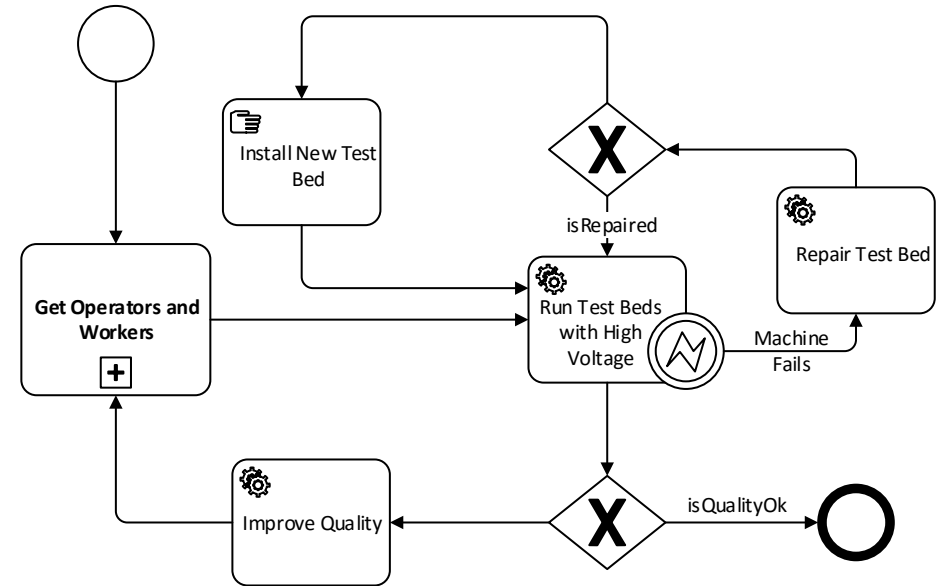 Install New Test
Bed
isRepaired
Repair Test Bed
Get Operators and
Workers
Run Test Beds
with High
Voltage
Machine
Fails
Improve Quality
isQualityOk